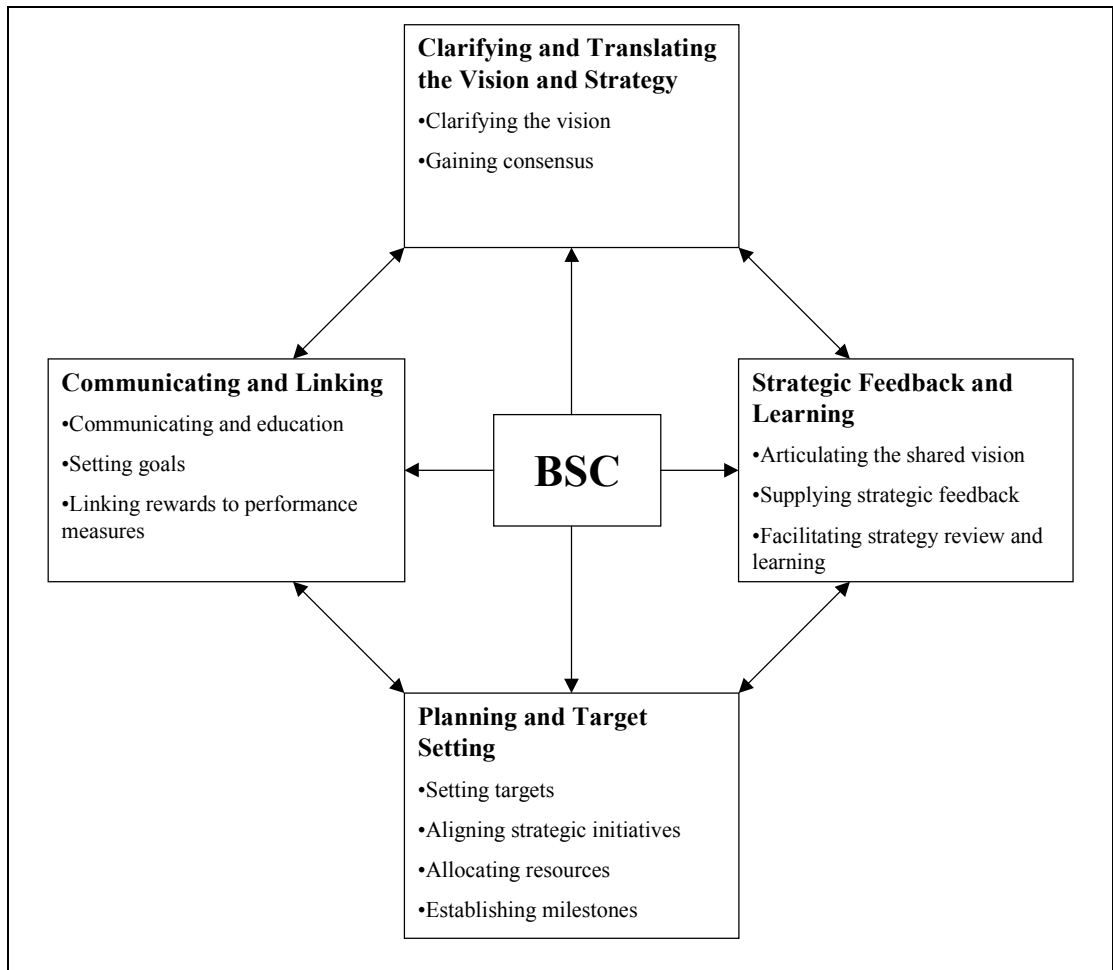 Clarifying and Translating
the Vision and Strategy
•Clarifying the vision
•Gaining consensus
Communicating and Linking
•Communicating and education
•Setting goals
•Linking rewards to performance
measures
BSC
Strategic Feedback and
Learning
•Articulating the shared vision
•Supplying strategic feedback
•Facilitating strategy review and
learning
Planning and Target
Setting
•Setting targets
•Aligning strategic initiatives
•Allocating resources
•Establishing milestones